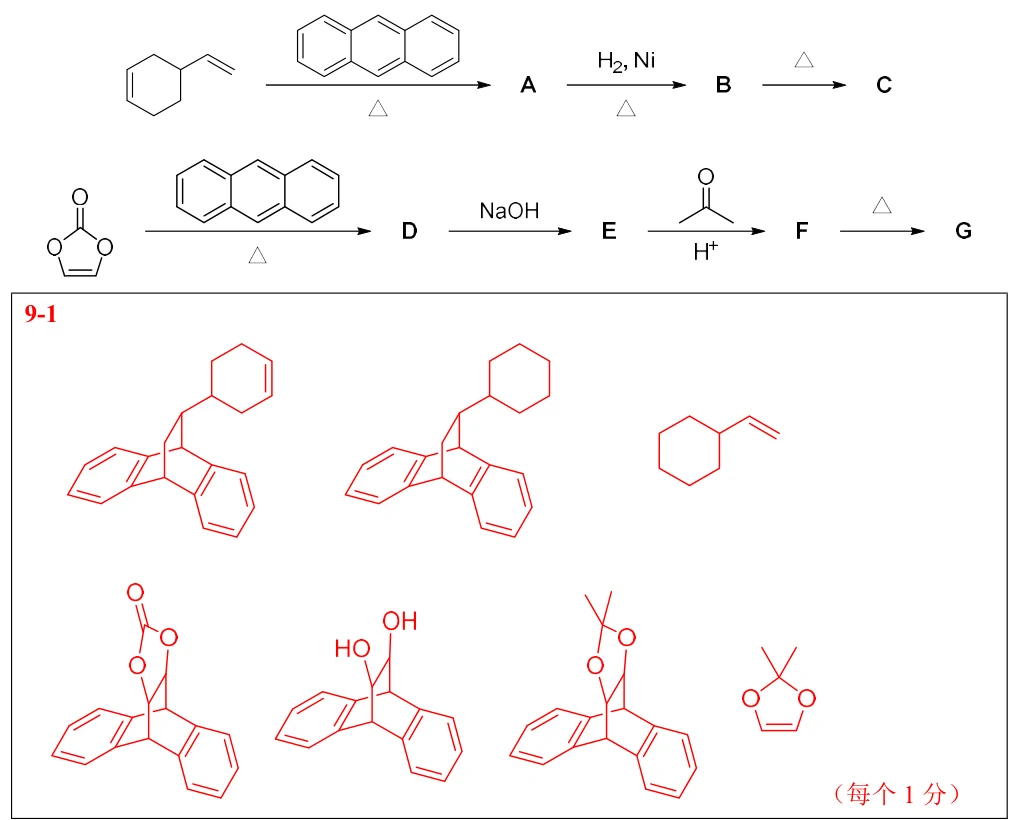 H₂, Ni
△ A △ B △ C
O
O O
△ D NaOH E O H⁺ F △ G
9-1
O
O O
HO OH
O O
O O
(每个 1 分)